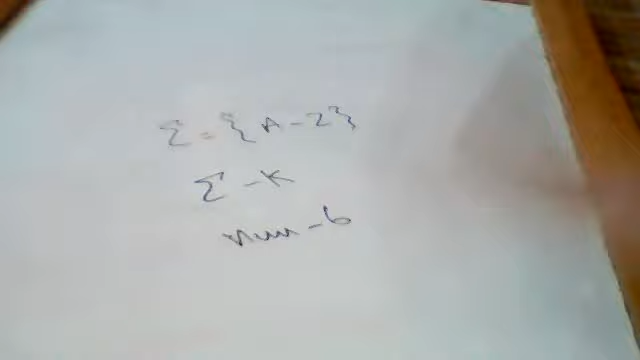 Σ = {A-Z}
Σ - K
num - 6